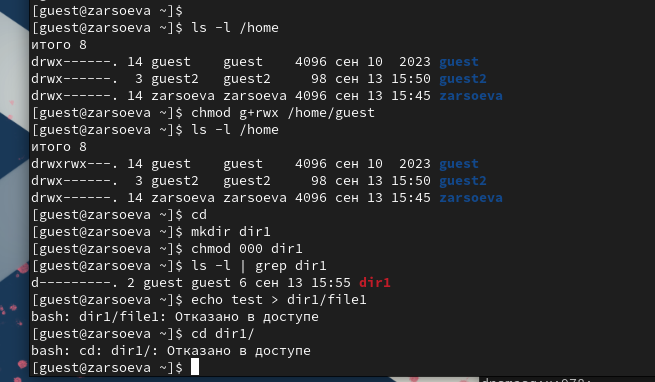 [guest@zarsoeva ~]$
[guest@zarsoeva ~]$ ls -l /home
итого 8
drwx------. 14 guest    guest    4096 сен 10  2023 guest
drwx------.  3 guest2   guest2     98 сен 13 15:50 guest2
drwx------. 14 zarsoeva zarsoeva 4096 сен 13 15:45 zarsoeva
[guest@zarsoeva ~]$ chmod g+rwx /home/guest
[guest@zarsoeva ~]$ ls -l /home
итого 8
drwxrwx---. 14 guest    guest    4096 сен 10  2023 guest
drwx------.  3 guest2   guest2     98 сен 13 15:50 guest2
drwx------. 14 zarsoeva zarsoeva 4096 сен 13 15:45 zarsoeva
[guest@zarsoeva ~]$ cd
[guest@zarsoeva ~]$ mkdir dir1
[guest@zarsoeva ~]$ chmod 000 dir1
[guest@zarsoeva ~]$ ls -l | grep dir1
d---------. 2 guest guest 6 сен 13 15:55 dir1
[guest@zarsoeva ~]$ echo test > dir1/file1
bash: dir1/file1: Отказано в доступе
[guest@zarsoeva ~]$ cd dir1/
bash: cd: dir1/: Отказано в доступе
[guest@zarsoeva ~]$